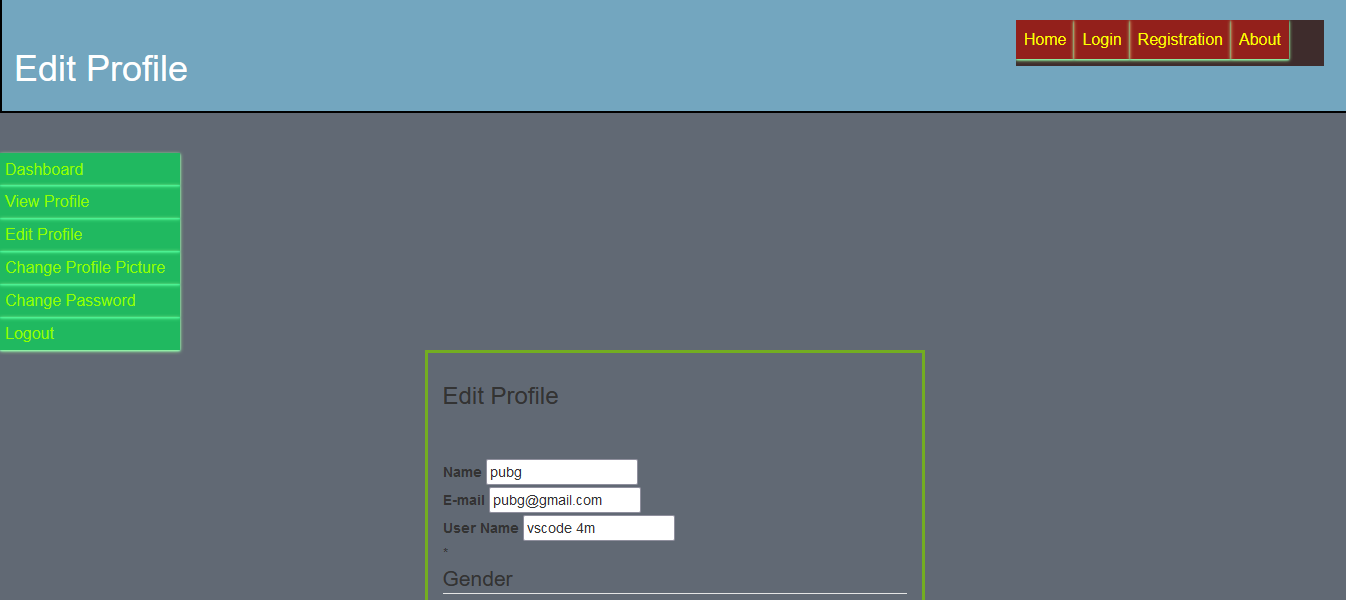 Edit Profile
Home Login Registration About
Dashboard
View Profile
Edit Profile
Change Profile Picture
Change Password
Logout
Edit Profile
Name pubg
E-mail pubg@gmail.com
User Name vscode 4m
*
Gender